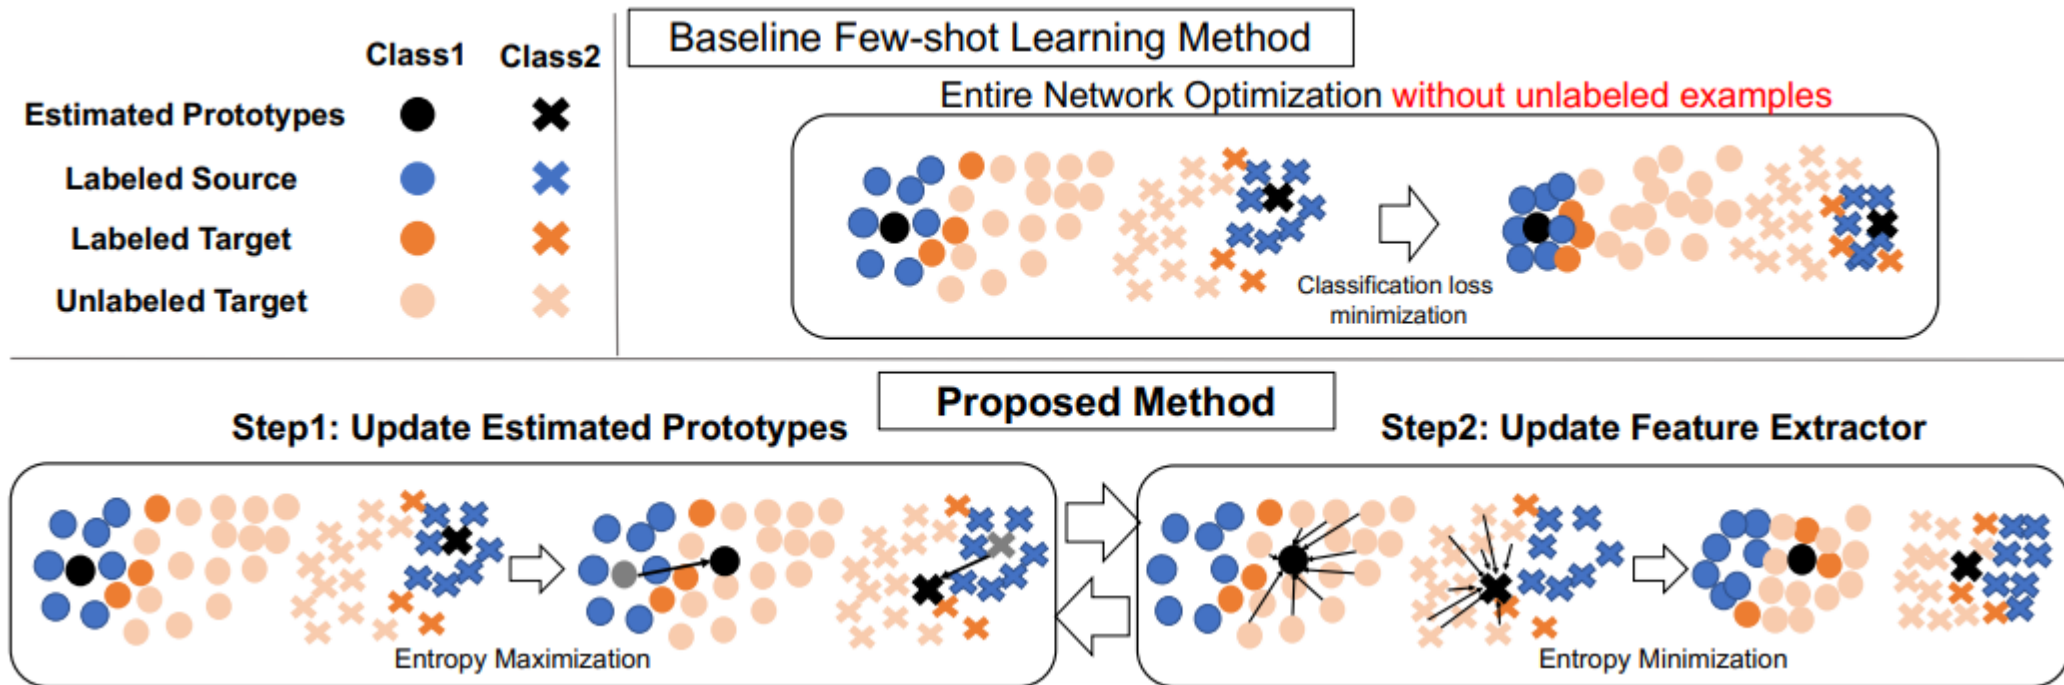 Class1 Class2
Estimated Prototypes
Labeled Source
Labeled Target
Unlabeled Target
Baseline Few-shot Learning Method
Entire Network Optimization without unlabeled examples
Classification loss
minimization
Proposed Method
Step1: Update Estimated Prototypes
Entropy Maximization
Step2: Update Feature Extractor
Entropy Minimization